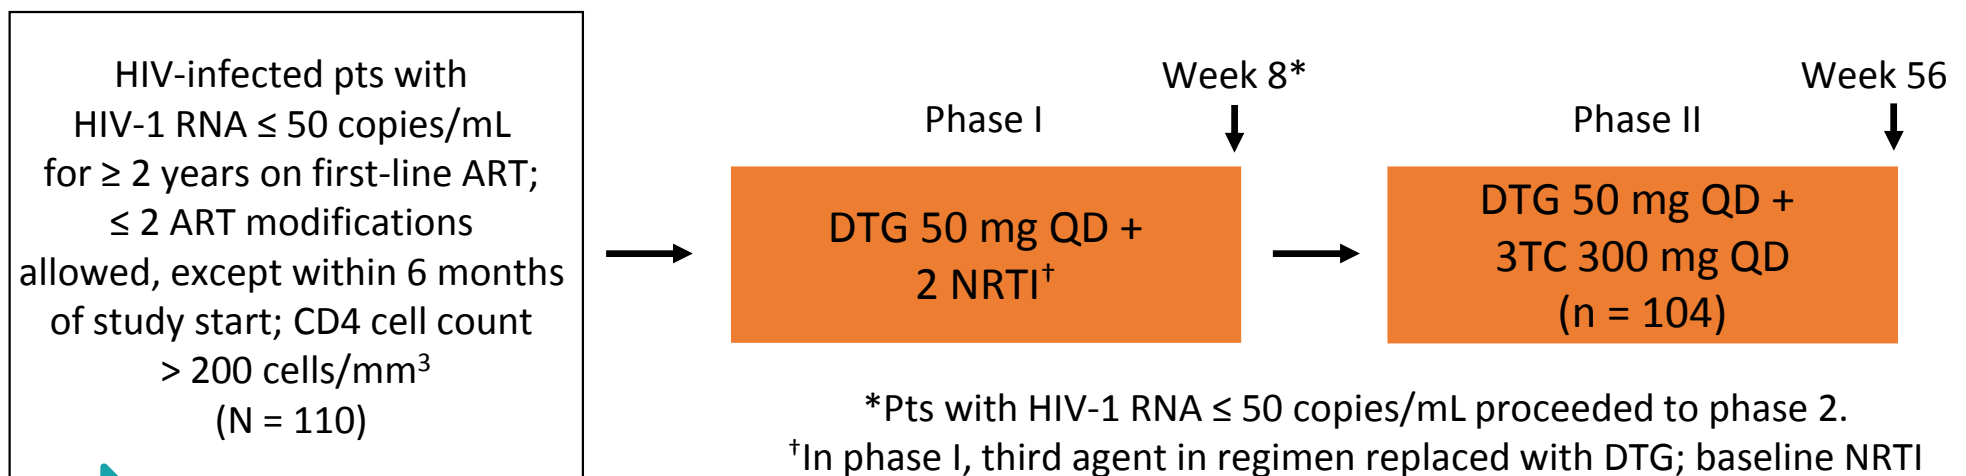 HIV-infected pts with
HIV-1 RNA ≤ 50 copies/mL
for ≥ 2 years on first-line ART;
≤ 2 ART modifications
allowed, except within 6 months
of study start; CD4 cell count
> 200 cells/mm³
(N = 110)
Phase I
Week 8*
DTG 50 mg QD +
2 NRTI†
Phase II
Week 56
DTG 50 mg QD +
3TC 300 mg QD
(n = 104)
*Pts with HIV-1 RNA ≤ 50 copies/mL proceeded to phase 2.
†In phase I, third agent in regimen replaced with DTG; baseline NRTI